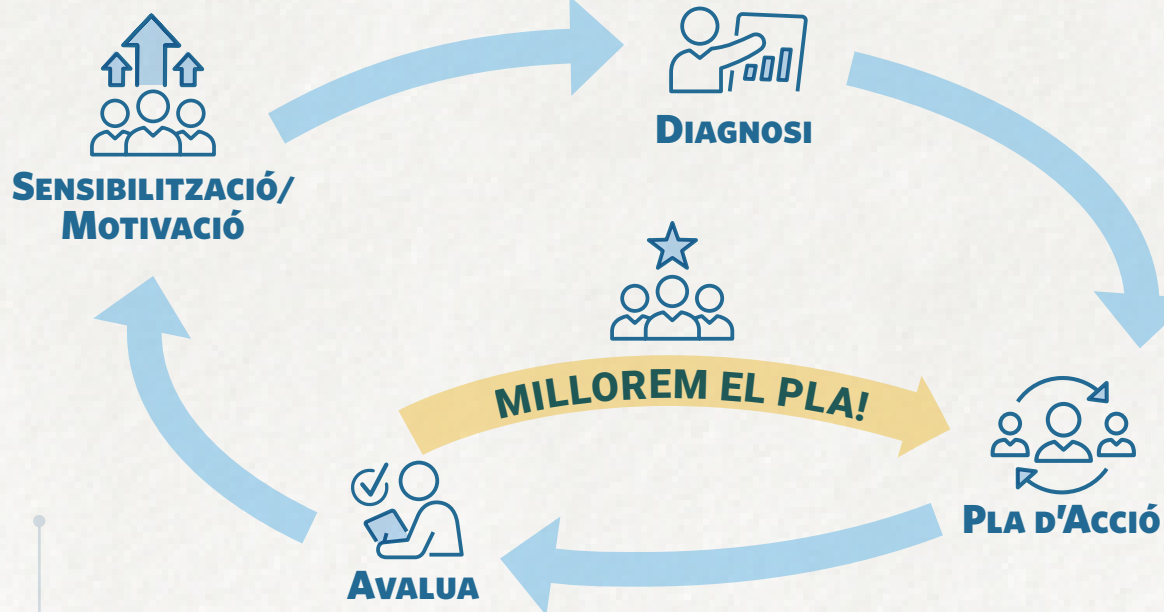 SENSIBILITZACIÓ/
MOTIVACIÓ
DIAGNOSI
MILLOREM EL PLA!
PLA D'ACCIÓ
AVALUA